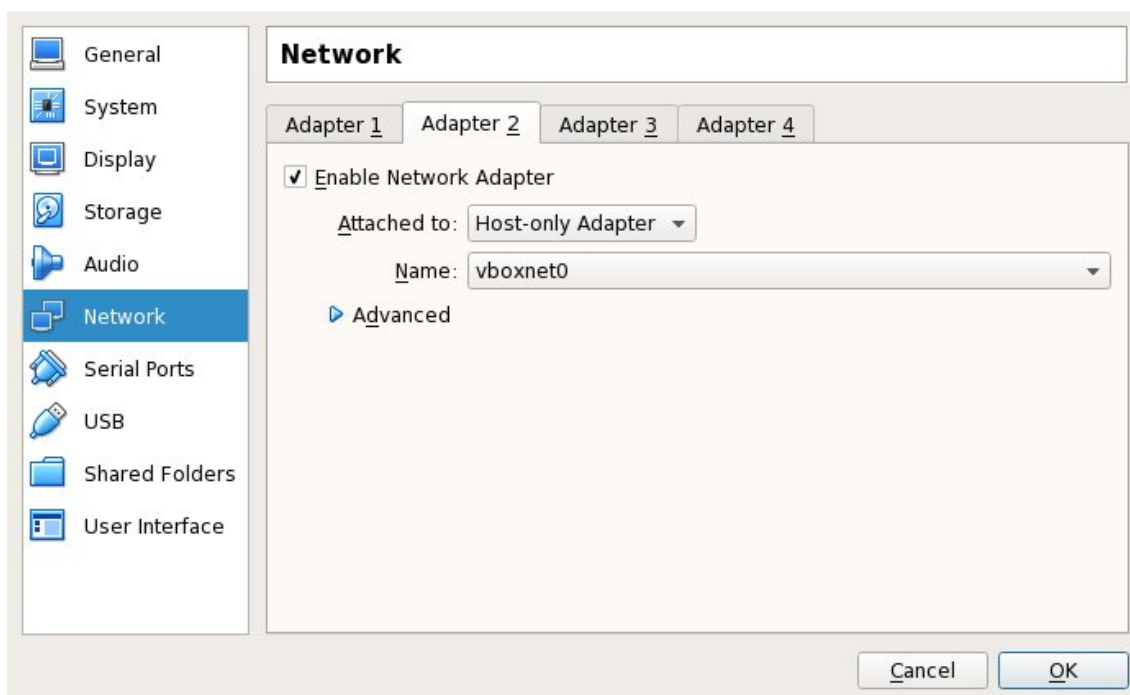 General
System
Display
Storage
Audio
Network
Serial Ports
USB
Shared Folders
User Interface
Network
Adapter 1 Adapter 2 Adapter 3 Adapter 4
Enable Network Adapter
Attached to: Host-only Adapter
Name: vboxnet0
Advanced
Cancel OK